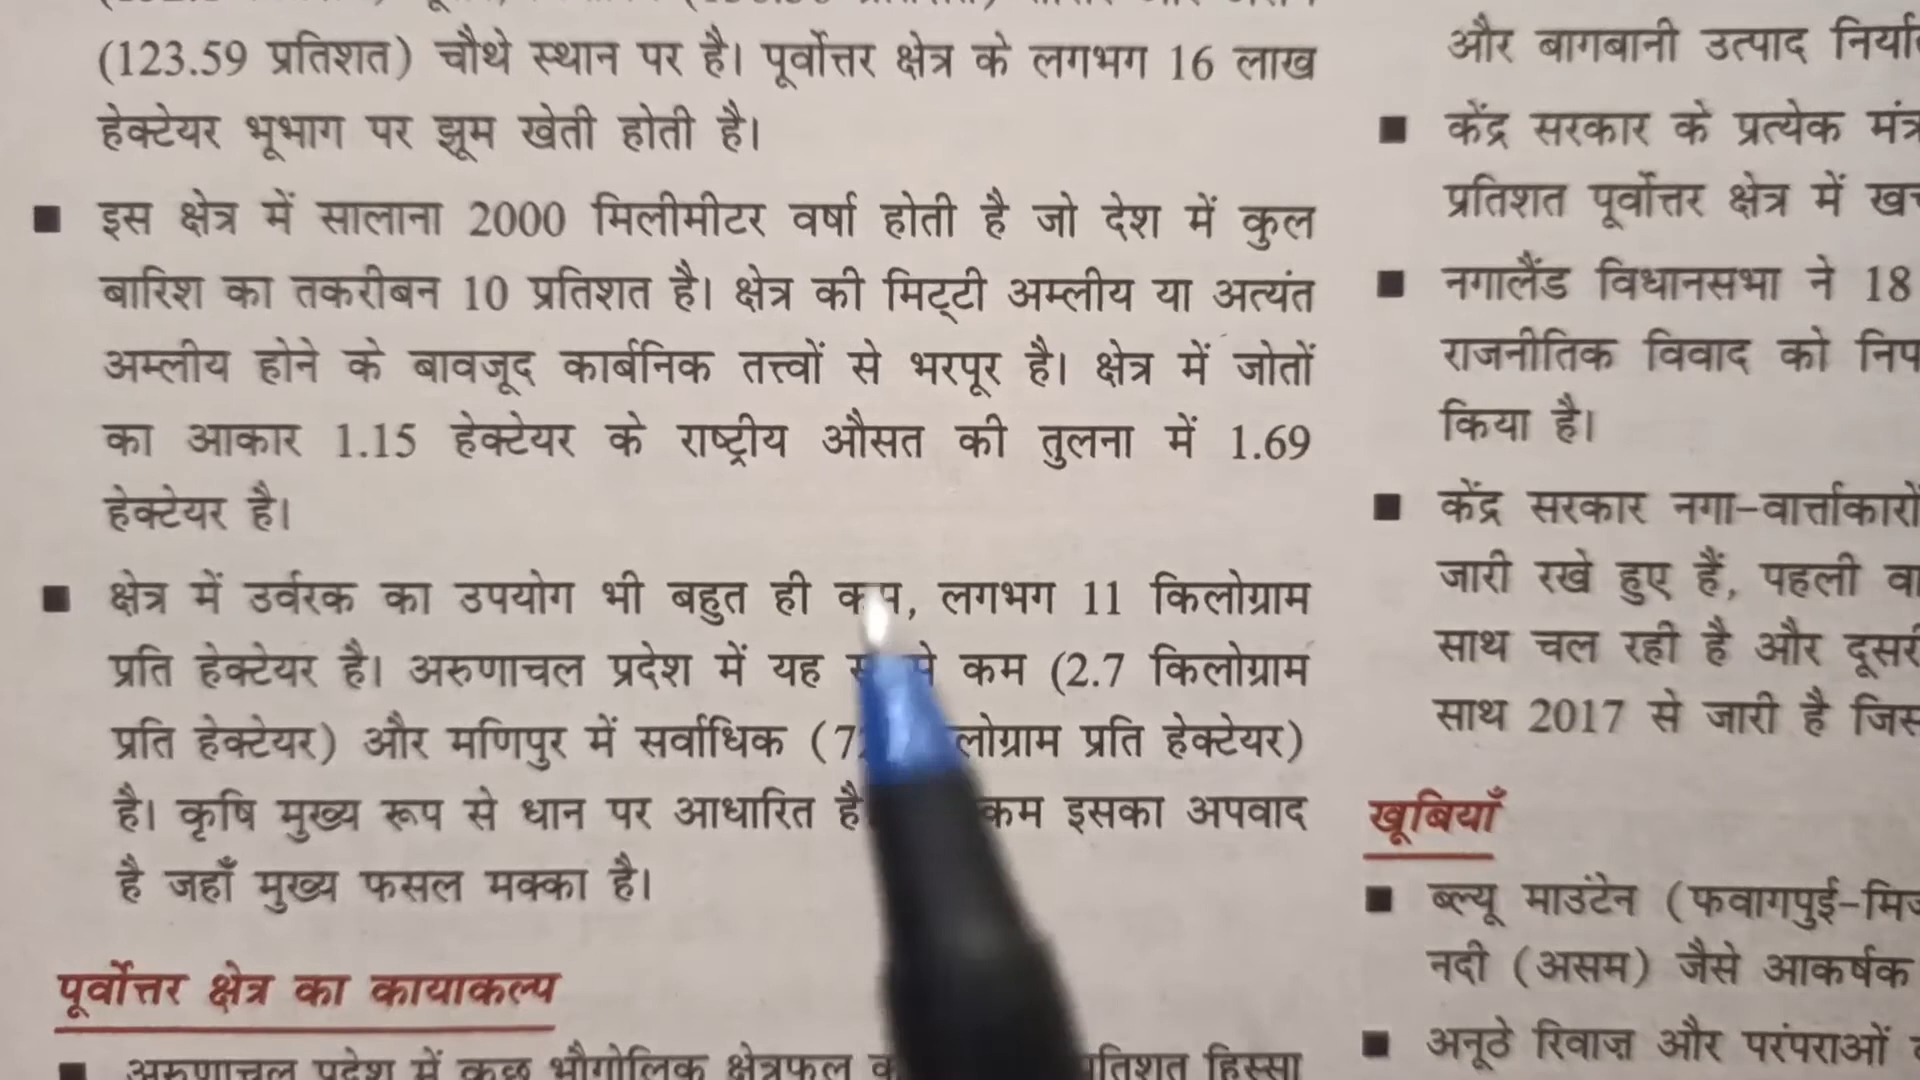 (123.59 प्रतिशत) चौथे स्थान पर है। पूर्वोत्तर क्षेत्र के लगभग 16 लाख
हेक्टेयर भूभाग पर झूम खेती होती है।
■ इस क्षेत्र में सालाना 2000 मिलीमीटर वर्षा होती है जो देश में कुल
बारिश का तकरीबन 10 प्रतिशत है। क्षेत्र की मिट्टी अम्लीय या अत्यंत
अम्लीय होने के बावजूद कार्बनिक तत्त्वों से भरपूर है। क्षेत्र में जोतों
का आकार 1.15 हेक्टेयर के राष्ट्रीय औसत की तुलना में 1.69
हेक्टेयर है।
■ क्षेत्र में उर्वरक का उपयोग भी बहुत ही कम, लगभग 11 किलोग्राम
प्रति हेक्टेयर है। अरुणाचल प्रदेश में यह कम (2.7 किलोग्राम
प्रति हेक्टेयर) और मणिपुर में सर्वाधिक प्रति हेक्टेयर)
है। कृषि मुख्य रूप से धान पर आधारित है इसका अपवाद
है जहाँ मुख्य फसल मक्का है।
पूर्वोत्तर क्षेत्र का कायाकल्प
■ अरुणाचल प्रदेश में कुछ भौगोलिक क्षेत्रफल हिस्सा
और बागबानी उत्पाद
■ केंद्र सरकार के प्रत्येक
प्रतिशत पूर्वोत्तर क्षेत्र में
■ नगालैंड विधानसभा ने 18
राजनीतिक विवाद को
किया है।
■ केंद्र सरकार नगा-वार्त्ताकारों
जारी रखे हुए हैं, पहली
साथ चल रही है और
साथ 2017 से जारी है
खूबियाँ
■ ब्ल्यू माउंटेन (फवागपुई-
नदी (असम) जैसे आकर्षक
■ अनूठे रिवाज़ और परंपराओं